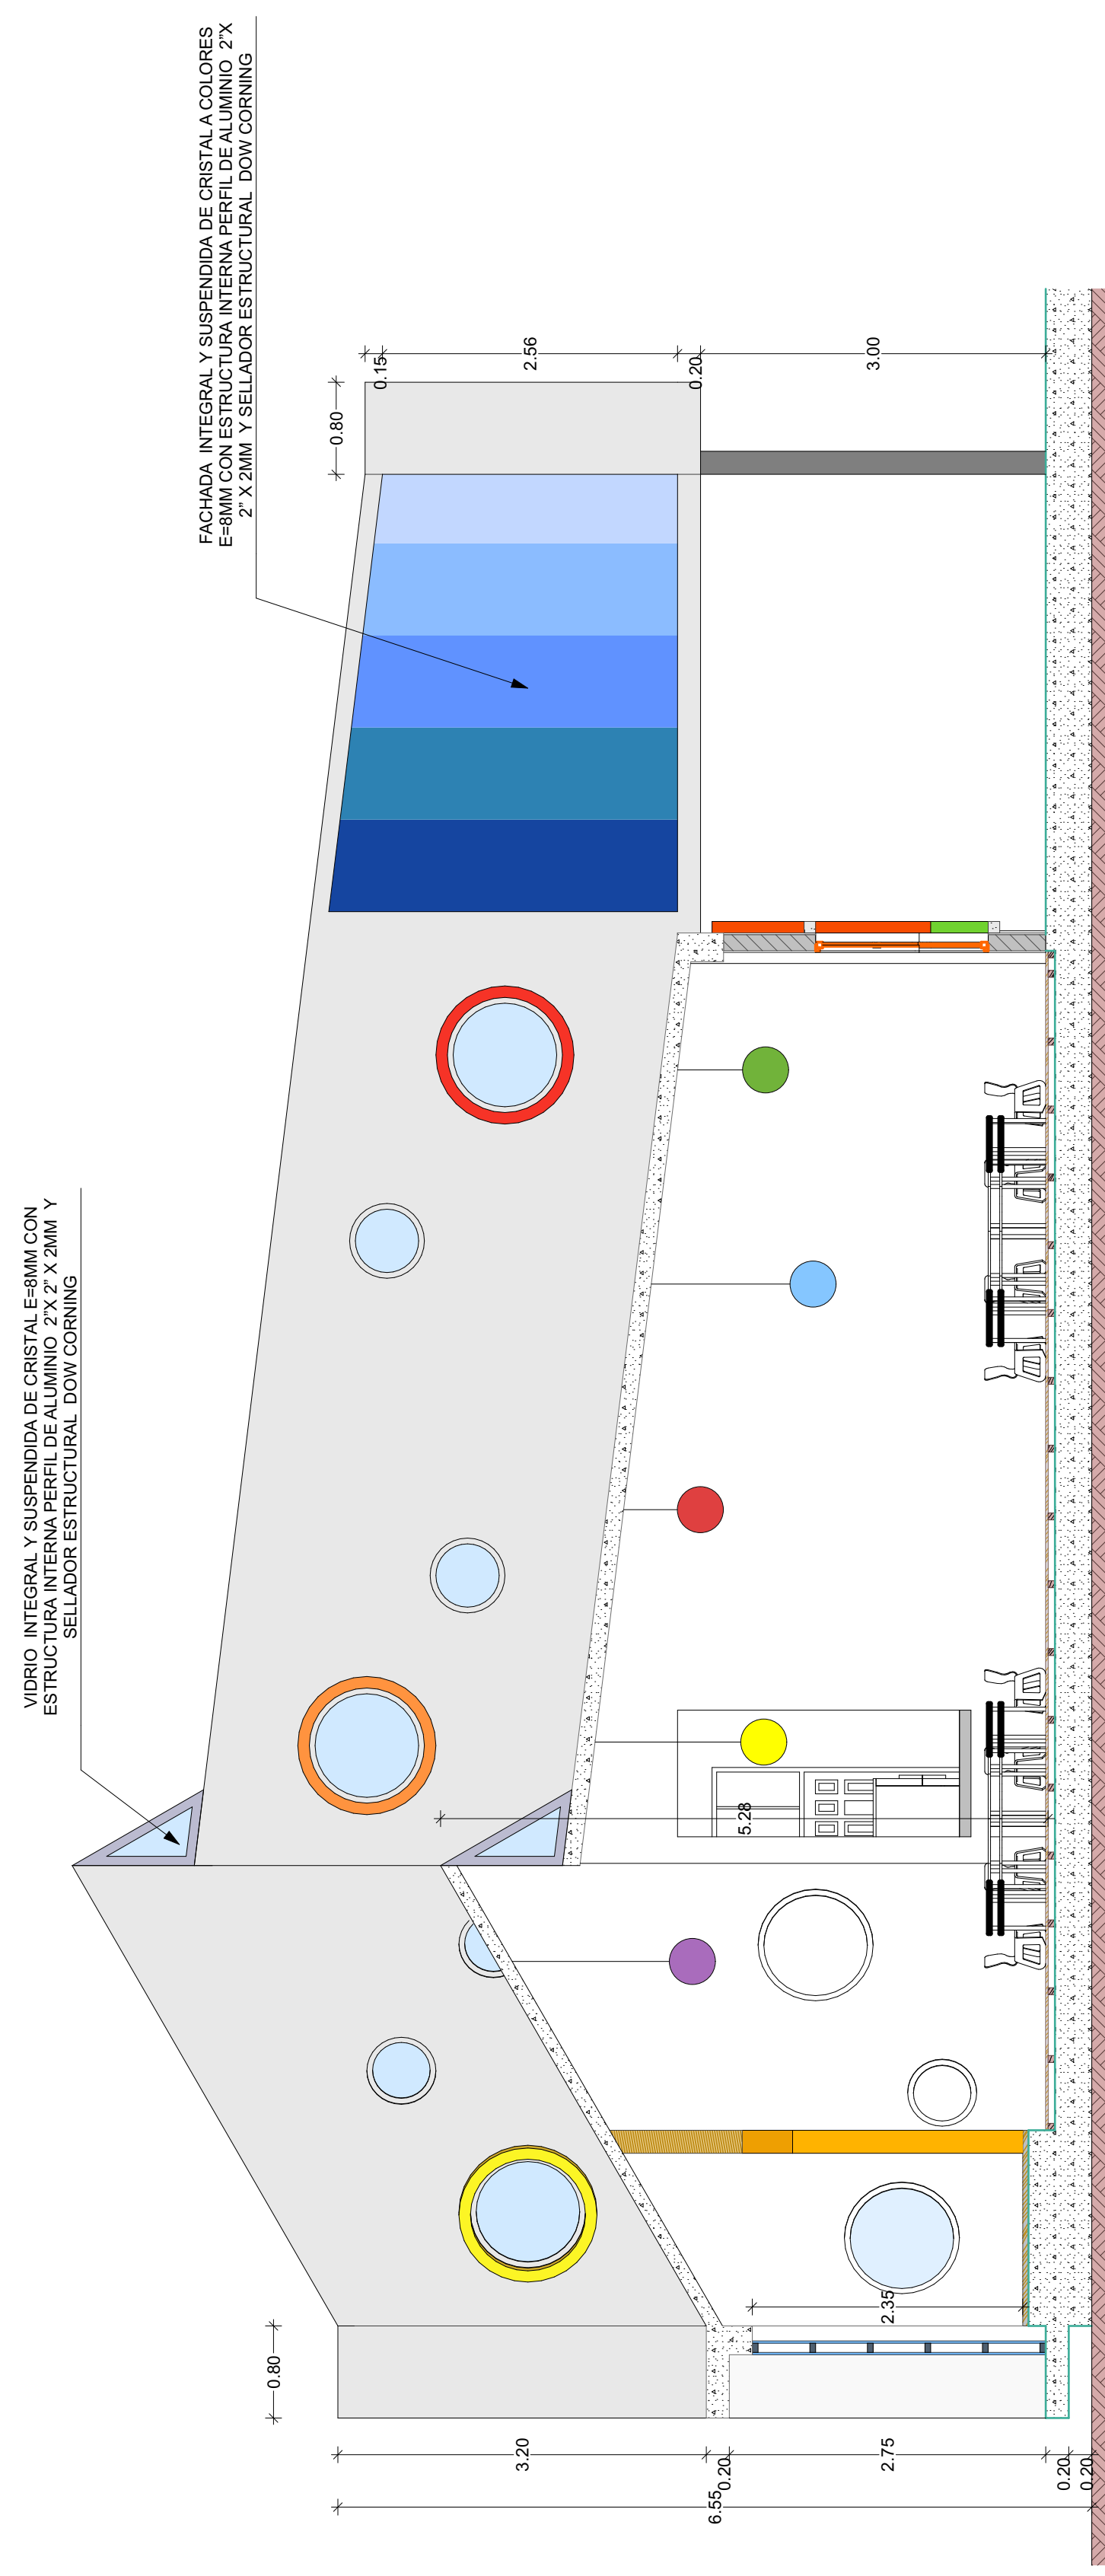 FACHADA INTEGRAL Y SUSPENDIDA DE CRISTAL A COLORES
E=8MM CON ESTRUCTURA INTERNA PERFIL DE ALUMINIO 2"X
2" X 2MM Y SELLADOR ESTRUCTURAL DOW CORNING
VIDRIO INTEGRAL Y SUSPENDIDA DE CRISTAL E=8MM CON
ESTRUCTURA INTERNA PERFIL DE ALUMINIO 2"X 2" X 2MM Y
SELLADOR ESTRUCTURAL DOW CORNING
0.80
0.15
2.56
0.20
3.00
5.28
2.35
0.80
3.20
0.20
2.75
0.20
0.20
6.55